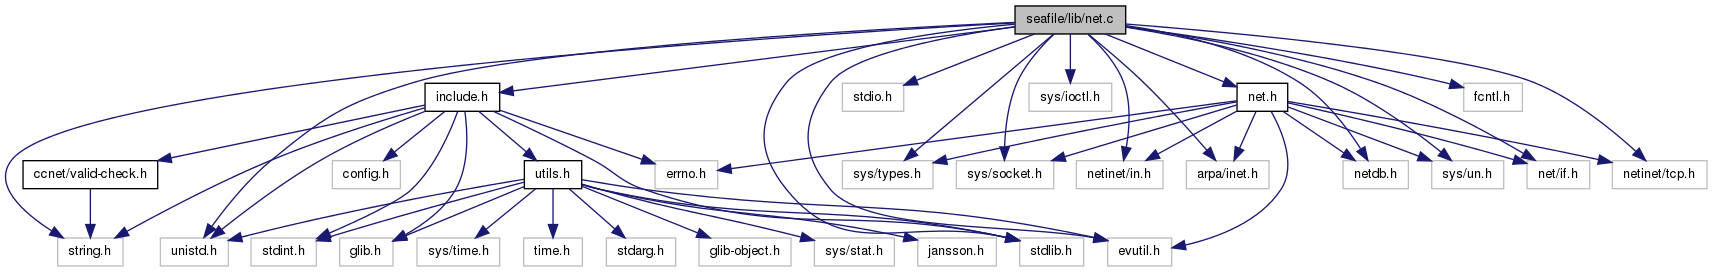 seafile/lib/net.c
include.h
stdio.h
sys/ioctl.h
net.h
fcntl.h
ccnet/valid-check.h
config.h
utils.h
errno.h
sys/types.h
sys/socket.h
netinet/in.h
arpa/inet.h
netdb.h
sys/un.h
net/if.h
netinet/tcp.h
string.h
unistd.h
stdint.h
glib.h
sys/time.h
time.h
stdarg.h
glib-object.h
sys/stat.h
jansson.h
stdlib.h
evutil.h